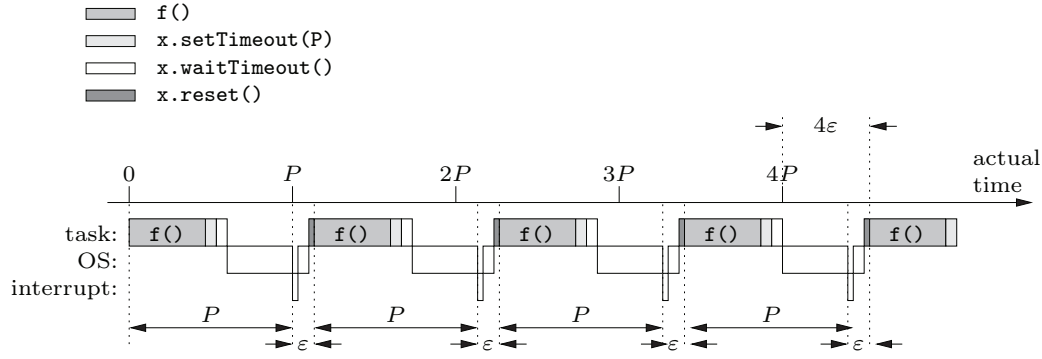 f()
x.setTimeout(P)
x.waitTimeout()
x.reset()
4ε
0 P 2P 3P 4P
actual
time
task: f() f() f() f() f()
OS:
interrupt:
P P P P
ε ε ε ε